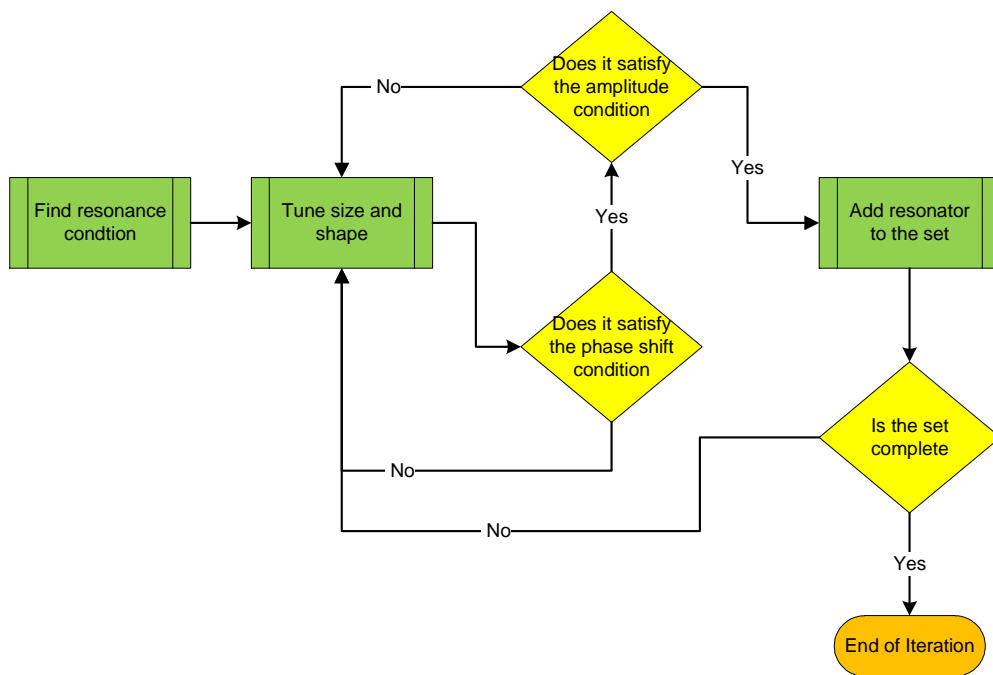 Does it satisfy
the amplitude
condition
No
Yes
Find resonance
condtion
Tune size and
shape
Yes
Add resonator
to the set
Does it satisfy
the phase shift
condition
Is the set
complete
No
No
Yes
End of Iteration